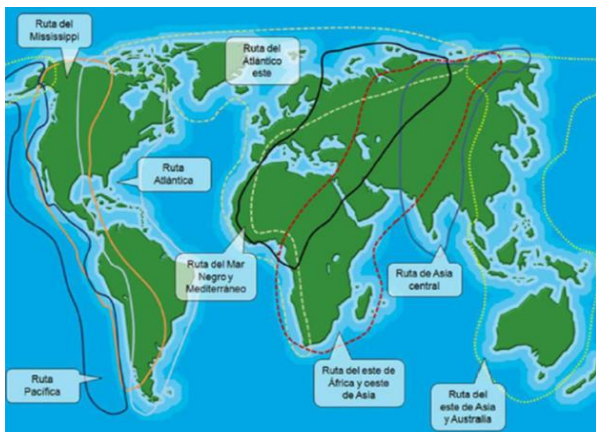 Ruta del
Mississippi
Ruta del
Atlántico
este
Ruta
Atlántica
Ruta del Mar
Negro y
Mediterráneo
Ruta de Asia
central
Ruta
Pacífica
Ruta del este de
África y oeste
de Asia
Ruta del
este de Asia
y Australia